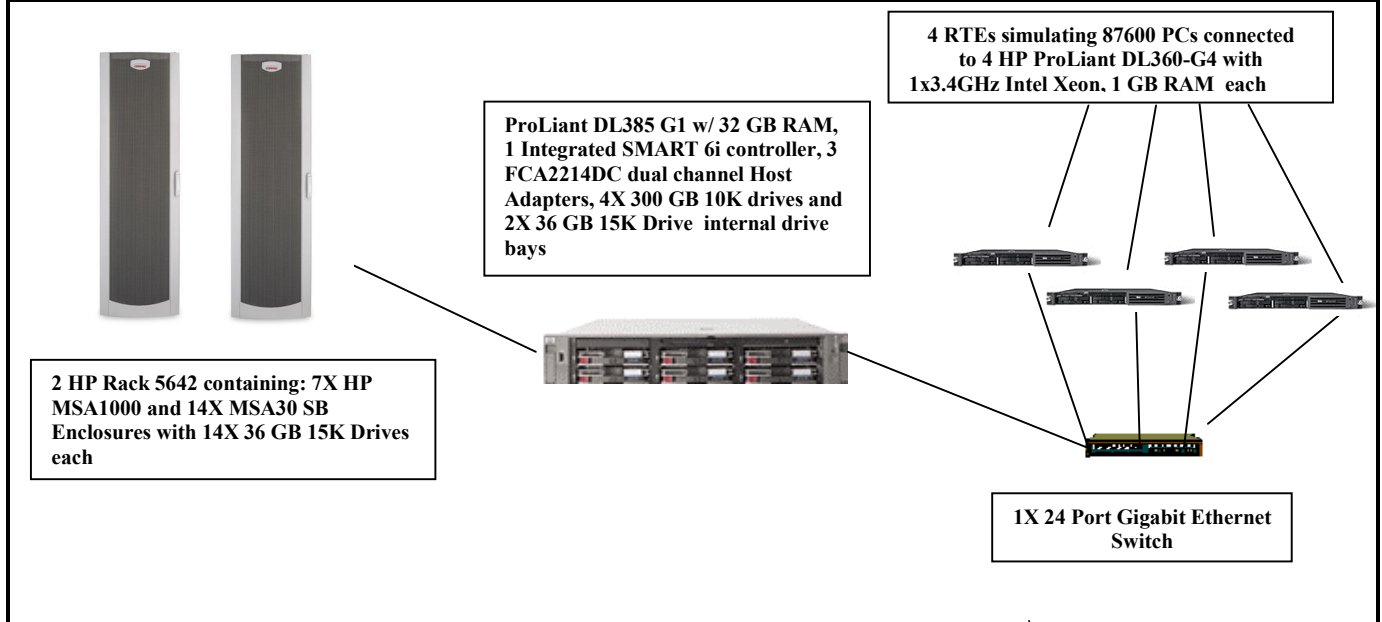 4 RTEs simulating 87600 PCs connected
to 4 HP ProLiant DL360-G4 with
1x3.4GHz Intel Xeon, 1 GB RAM each
ProLiant DL385 G1 w/ 32 GB RAM,
1 Integrated SMART 6i controller, 3
FCA2214DC dual channel Host
Adapters, 4X 300 GB 10K drives and
2X 36 GB 15K Drive internal drive
bays
2 HP Rack 5642 containing: 7X HP
MSA1000 and 14X MSA30 SB
Enclosures with 14X 36 GB 15K Drives
each
1X 24 Port Gigabit Ethernet
Switch